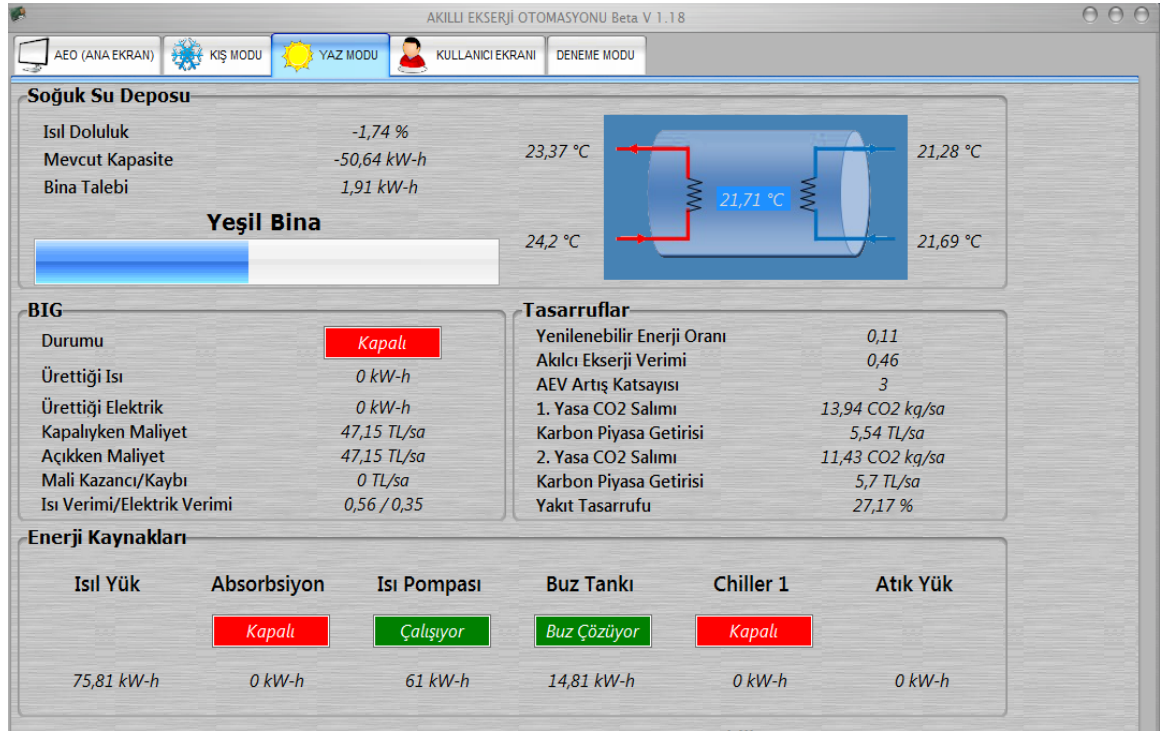 AKILLI EKSERJİ OTOMASYONU Beta V 1.18
AEO (ANA EKRAN) KIŞ MODU YAZ MODU KULLANICI EKRANI DENEME MODU
Soğuk Su Deposu
Isıl Doluluk -1,74 %
Mevcut Kapasite -50,64 kW-h
Bina Talebi 1,91 kW-h
Yeşil Bina
23,37 °C 21,28 °C
21,71 °C
24,2 °C 21,69 °C
BIG
Durumu Kapalı
Ürettiği Isı 0 kW-h
Ürettiği Elektrik 0 kW-h
Kapalıyken Maliyet 47,15 TL/sa
Açıkken Maliyet 47,15 TL/sa
Mali Kazancı/Kaybı 0 TL/sa
Isı Verimi/Elektrik Verimi 0,56 / 0,35
Tasarruflar
Yenilenebilir Enerji Oranı 0,11
Akılcı Ekserji Verimi 0,46
AEV Artış Katsayısı 3
1. Yasa CO2 Salımı 13,94 CO2 kg/sa
Karbon Piyasa Getirisi 5,54 TL/sa
2. Yasa CO2 Salımı 11,43 CO2 kg/sa
Karbon Piyasa Getirisi 5,7 TL/sa
Yakıt Tasarrufu 27,17 %
Enerji Kaynakları
Isıl Yük Absorbsiyon Isı Pompası Buz Tankı Chiller 1 Atık Yük
Kapalı Çalışıyor Buz Çözüyor Kapalı
75,81 kW-h 0 kW-h 61 kW-h 14,81 kW-h 0 kW-h 0 kW-h